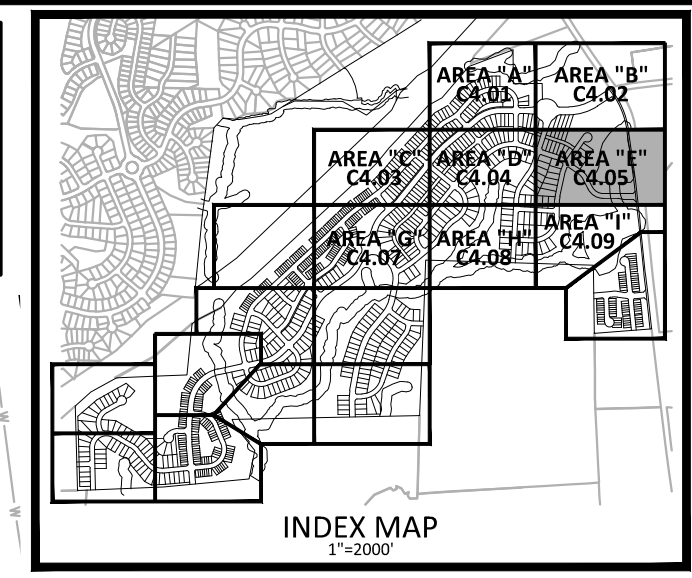 AREA "A"
C4.01
AREA "B"
C4.02
AREA "C"
C4.03
AREA "D"
C4.04
AREA "E"
C4.05
AREA "G"
C4.07
AREA "H"
C4.08
AREA "I"
C4.09
W
W
INDEX MAP
1"=2000'